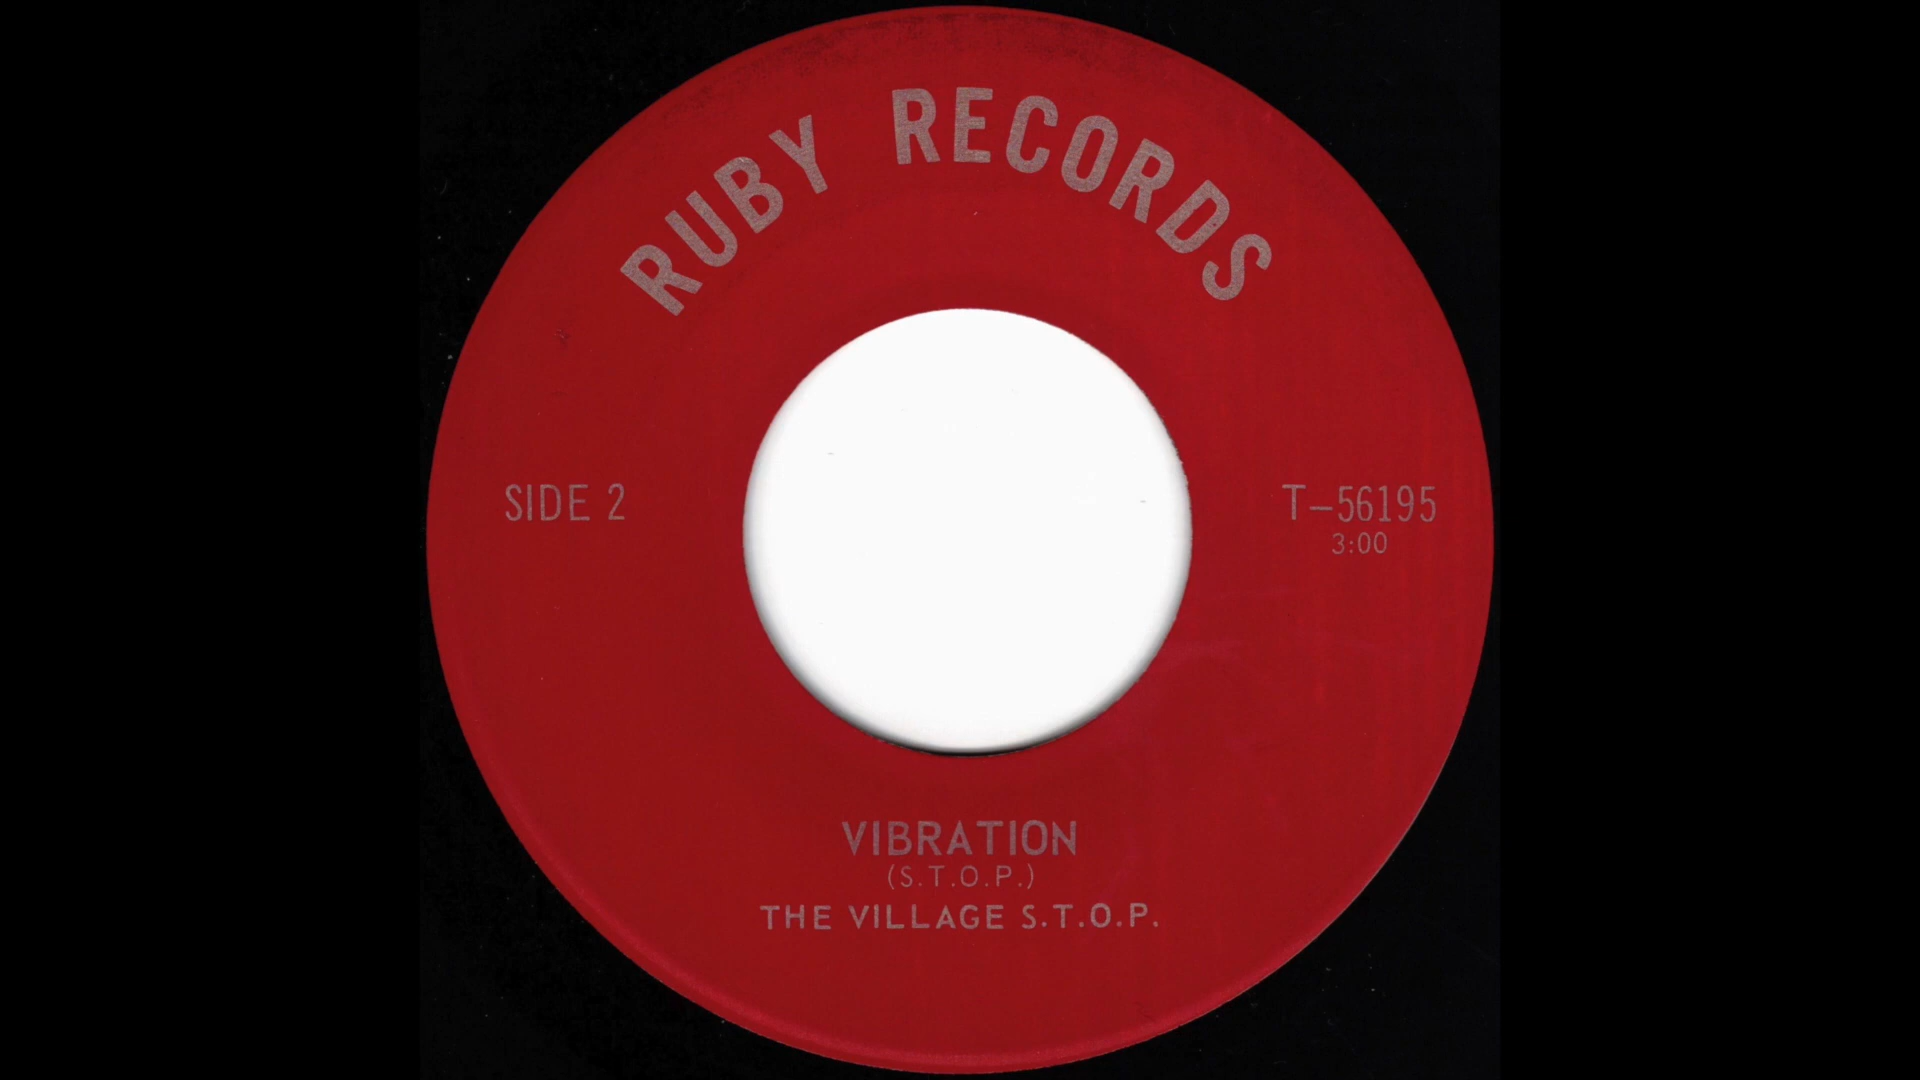 RUBY RECORDS
SIDE 2
T-56195
3:00
VIBRATION
(S.T.O.P.)
THE VILLAGE S.T.O.P.